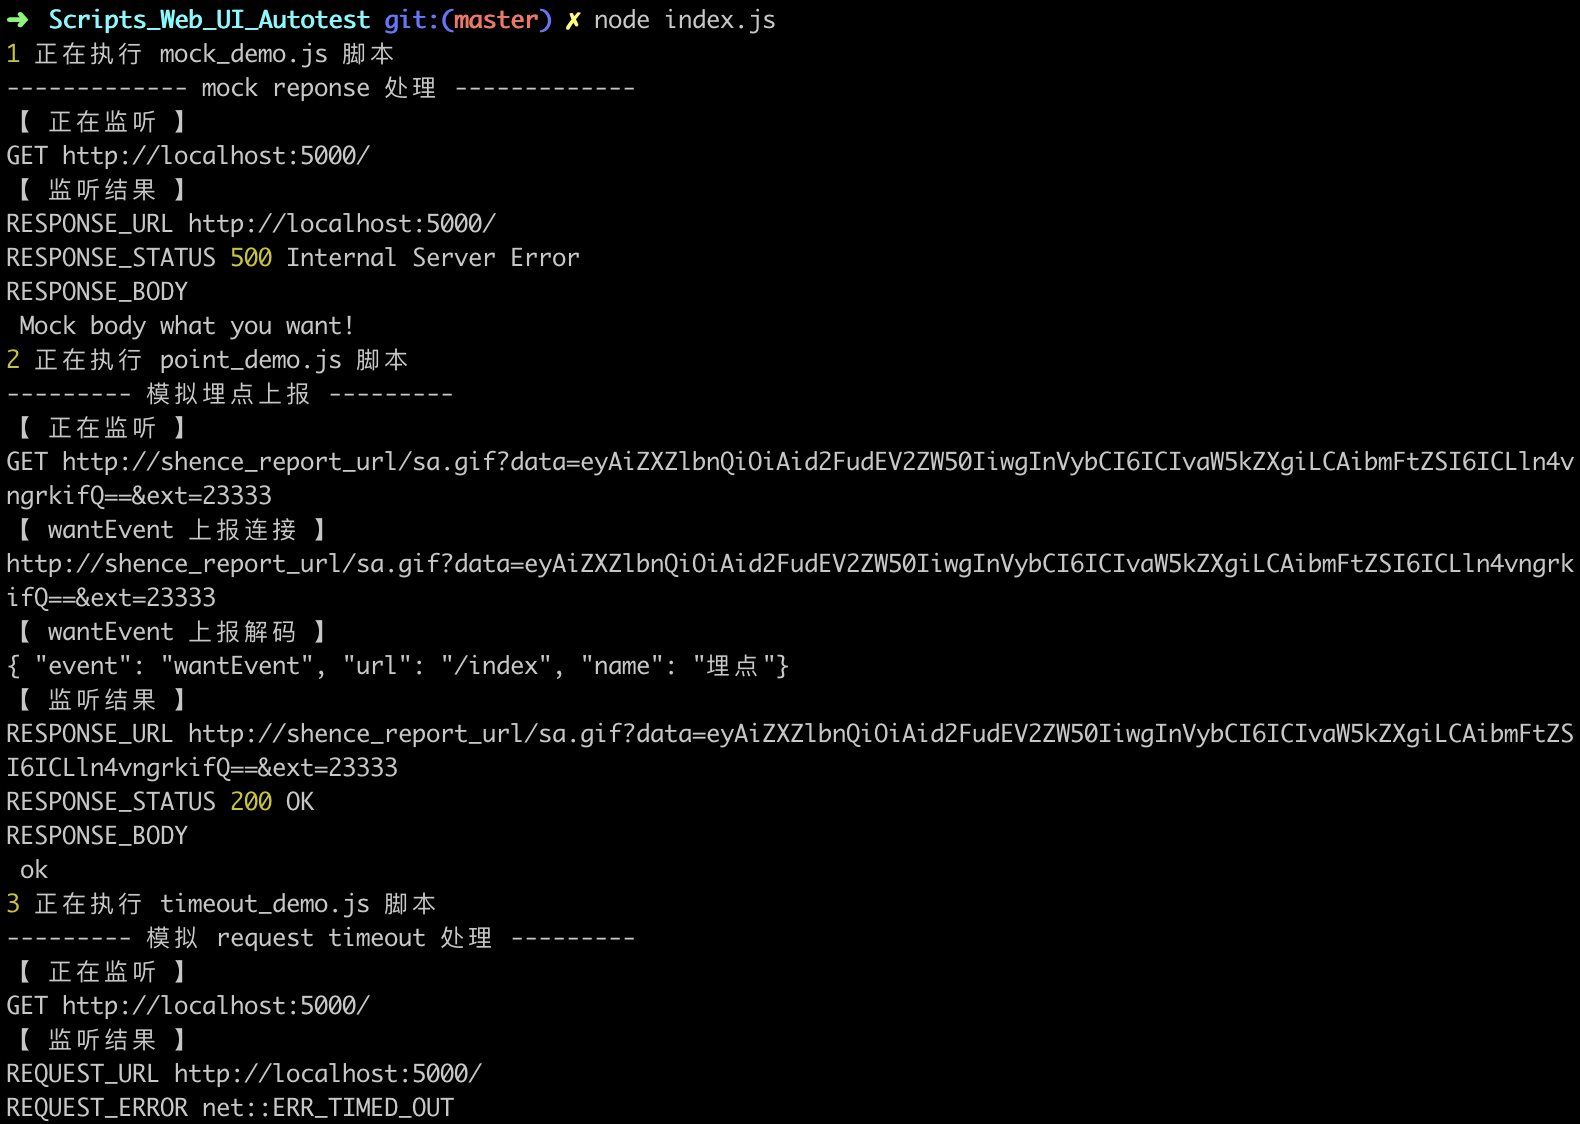 ➜  Scripts_Web_UI_Autotest git:(master) ✗ node index.js
1 正在执行 mock_demo.js 脚本
------------- mock reponse 处理 -------------
【 正在监听 】
GET http://localhost:5000/
【 监听结果 】
RESPONSE_URL http://localhost:5000/
RESPONSE_STATUS 500 Internal Server Error
RESPONSE_BODY
 Mock body what you want!
2 正在执行 point_demo.js 脚本
--------- 模拟埋点上报 ---------
【 正在监听 】
GET http://shence_report_url/sa.gif?data=eyAiZXZlbnQiOiAid2FudEV2ZW50IiwgInVybCI6ICIvaW5kZXgiLCAibmFtZSI6ICLln4v
ngrkifQ==&ext=23333
【 wantEvent 上报连接 】
http://shence_report_url/sa.gif?data=eyAiZXZlbnQiOiAid2FudEV2ZW50IiwgInVybCI6ICIvaW5kZXgiLCAibmFtZSI6ICLln4vngrk
ifQ==&ext=23333
【 wantEvent 上报解码 】
{ "event": "wantEvent", "url": "/index", "name": "埋点"}
【 监听结果 】
RESPONSE_URL http://shence_report_url/sa.gif?data=eyAiZXZlbnQiOiAid2FudEV2ZW50IiwgInVybCI6ICIvaW5kZXgiLCAibmFtZS
I6ICLln4vngrkifQ==&ext=23333
RESPONSE_STATUS 200 OK
RESPONSE_BODY
 ok
3 正在执行 timeout_demo.js 脚本
--------- 模拟 request timeout 处理 ---------
【 正在监听 】
GET http://localhost:5000/
【 监听结果 】
REQUEST_URL http://localhost:5000/
REQUEST_ERROR net::ERR_TIMED_OUT